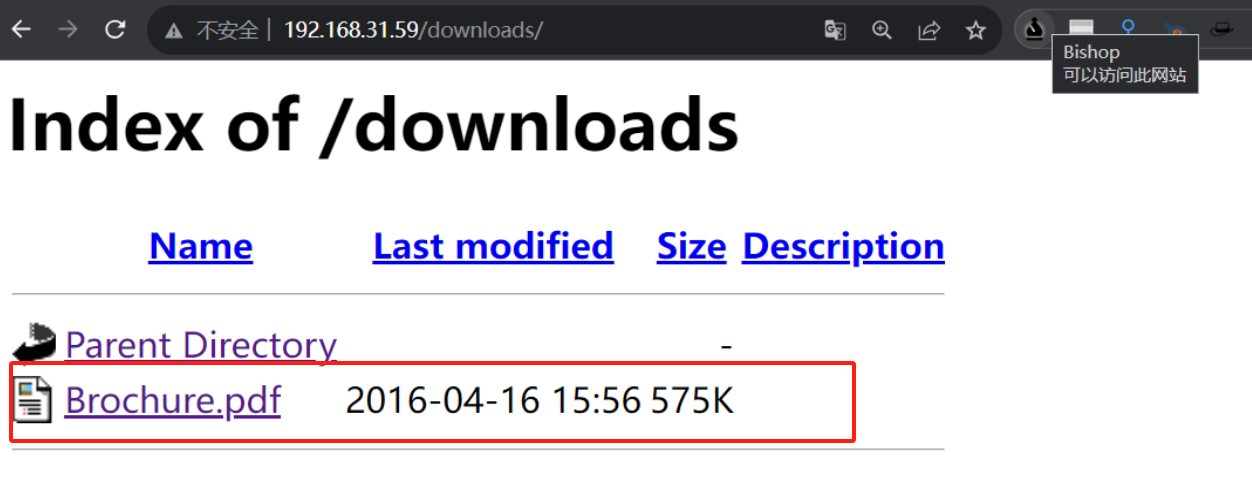 不安全 | 192.168.31.59/downloads/
Bishop
可以访问此网站
Index of /downloads
Name Last modified Size Description
Parent Directory -
Brochure.pdf 2016-04-16 15:56 575K